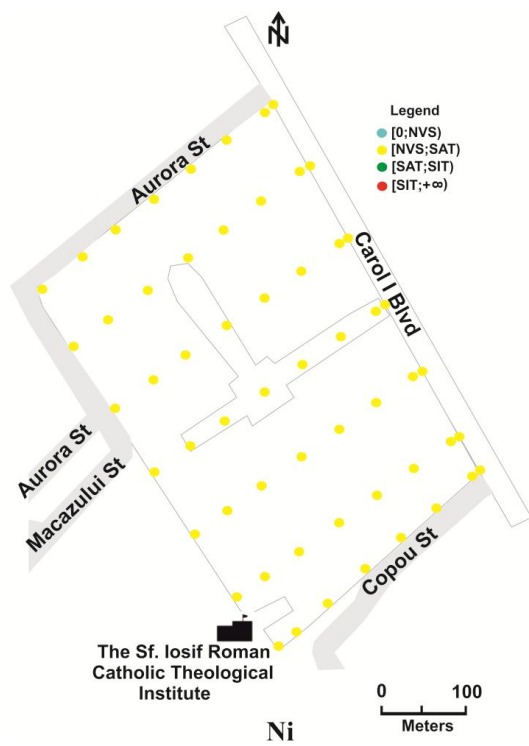 N
Legend
[0;NVS)
[NVS;SAT)
[SAT;SIT)
[SIT;+∞)
Aurora St
Carol I Blvd
Aurora St
Macazului St
Copou St
The Sf. Iosif Roman
Catholic Theological
Institute
0 100
Meters
Ni